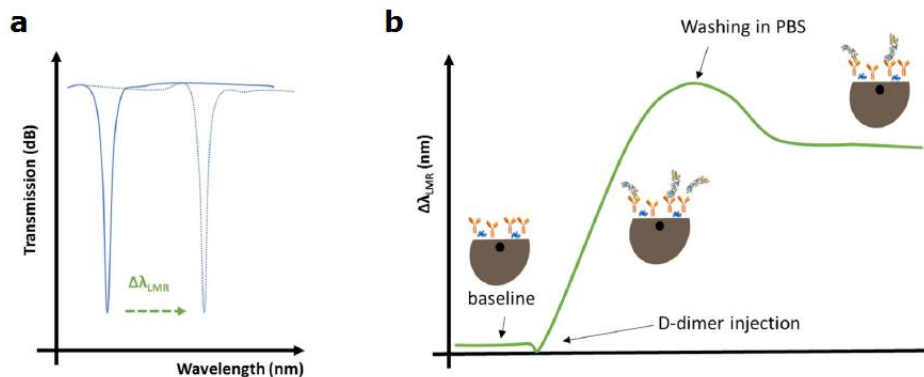 a
Transmission (dB)
ΔλLMR
Wavelength (nm)
b
Washing in PBS
ΔλLMR (nm)
baseline
D-dimer injection